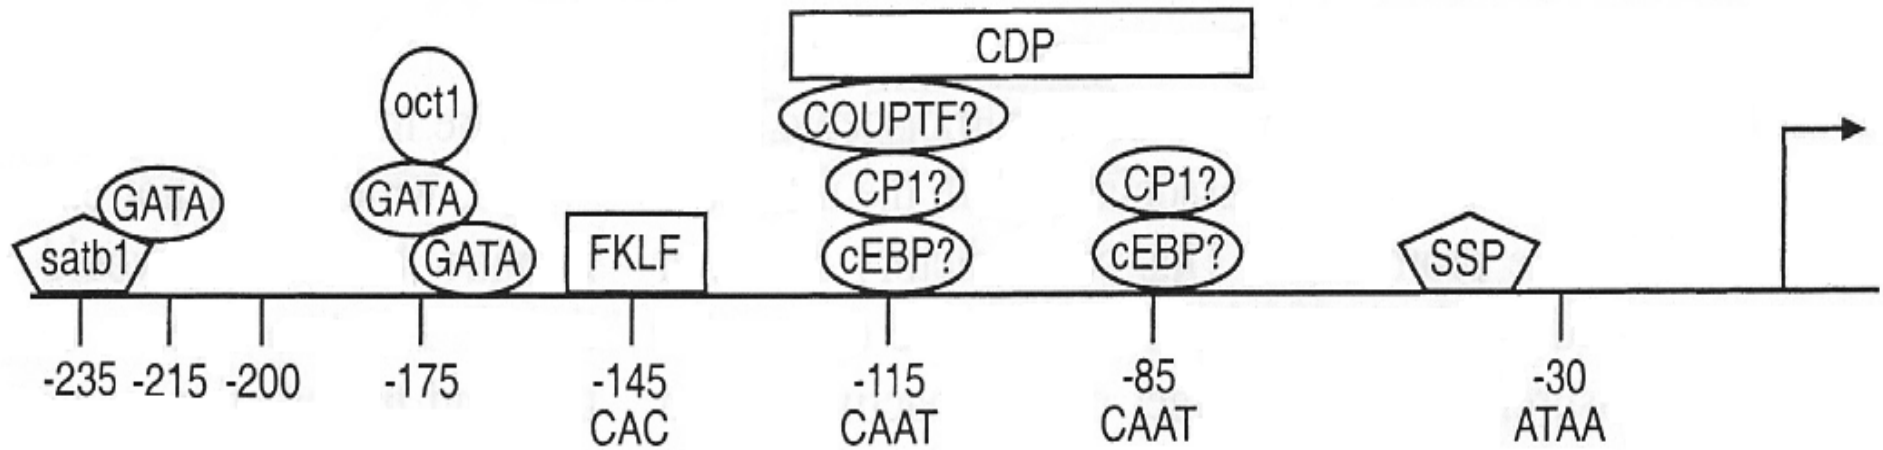 CDP
oct1
COUPTF?
GATA
GATA
CP1?
CP1?
satb1
GATA
FKLF
cEBP?
cEBP?
SSP
-235 -215 -200 -175 -145 -115 -85 -30
CAC CAAT CAAT ATAA